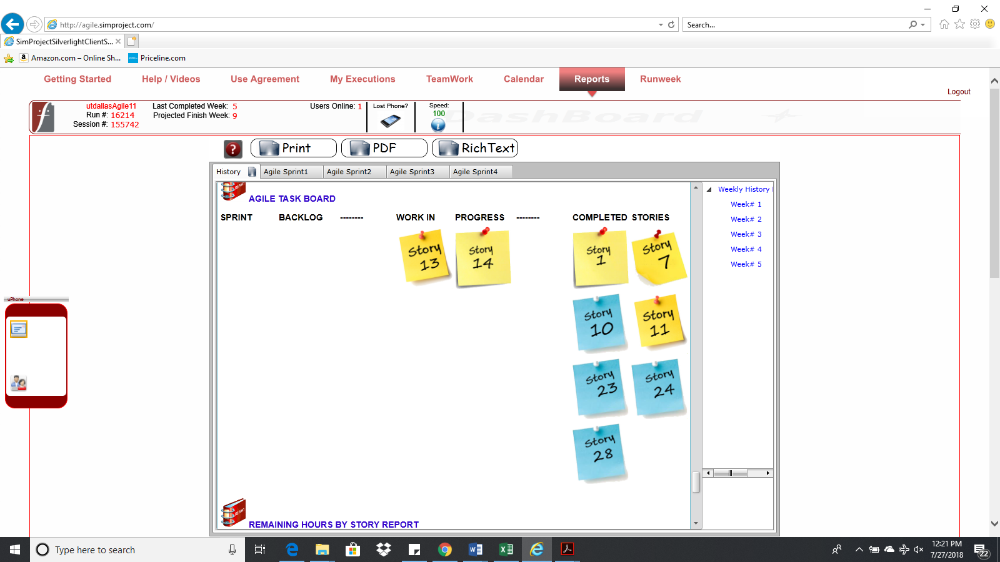 http://agile.simproject.com/
Search...
SimProjectSilverlightClientS...
Amazon.com – Online Sh...
Priceline.com
Getting Started
Help / Videos
Use Agreement
My Executions
TeamWork
Calendar
Reports
Runweek
Logout
utdallasAgile11
Run #: 16214
Session #: 155742
Last Completed Week: 5
Projected Finish Week: 9
Users Online: 1
Lost Phone?
Speed:
100
DashBoard
Print
PDF
RichText
History
Agile Sprint1
Agile Sprint2
Agile Sprint3
Agile Sprint4
AGILE TASK BOARD
SPRINT BACKLOG -------- WORK IN PROGRESS -------- COMPLETED STORIES
Story
13
Story
14
Story
1
Story
7
Story
10
Story
11
Story
23
Story
24
Story
28
REPORT
REMAINING HOURS BY STORY REPORT
Weekly History
Week# 1
Week# 2
Week# 3
Week# 4
Week# 5
uPhone
Type here to search
12:21 PM
7/27/2018
22